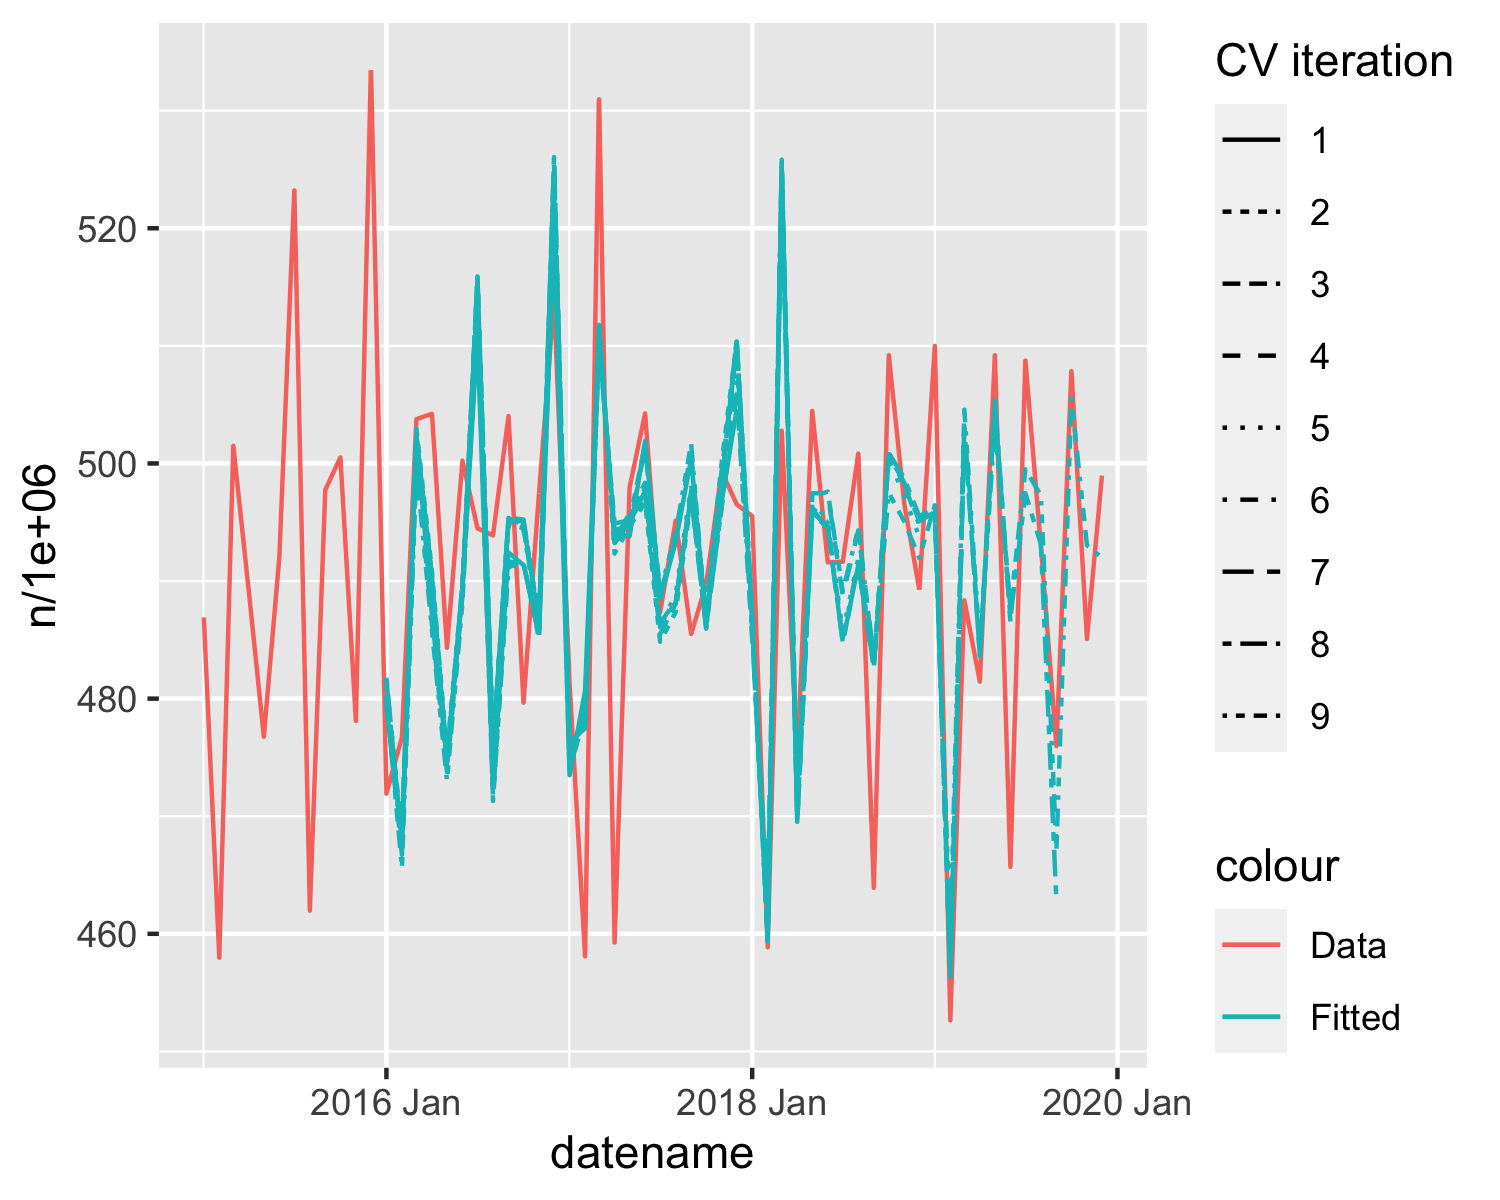 n/1e+06
520
500
480
460
2016 Jan
2018 Jan
2020 Jan
datename
CV iteration
1
2
3
4
5
6
7
8
9
colour
Data
Fitted